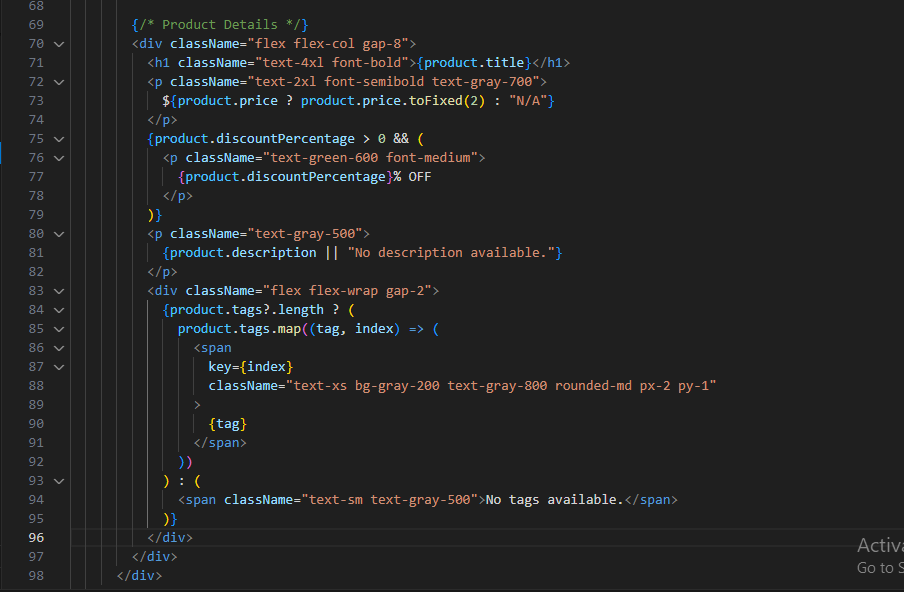 68
69 {/* Product Details */}
70 <div className="flex flex-col gap-8">
71 <h1 className="text-4xl font-bold">{product.title}</h1>
72 <p className="text-2xl font-semibold text-gray-700">
73 ${product.price ? product.price.toFixed(2) : "N/A"}
74 </p>
75 {product.discountPercentage > 0 && (
76 <p className="text-green-600 font-medium">
77 {product.discountPercentage}% OFF
78 </p>
79 )}
80 <p className="text-gray-500">
81 {product.description || "No description available."}
82 </p>
83 <div className="flex flex-wrap gap-2">
84 {product.tags?.length ? (
85 product.tags.map((tag, index) => (
86 <span
87 key={index}
88 className="text-xs bg-gray-200 text-gray-800 rounded-md px-2 py-1"
89 >
90 {tag}
91 </span>
92 ))
93 ) : (
94 <span className="text-sm text-gray-500">No tags available.</span>
95 )}
96 </div>
97 </div>
98 </div>
Activa
Go to S